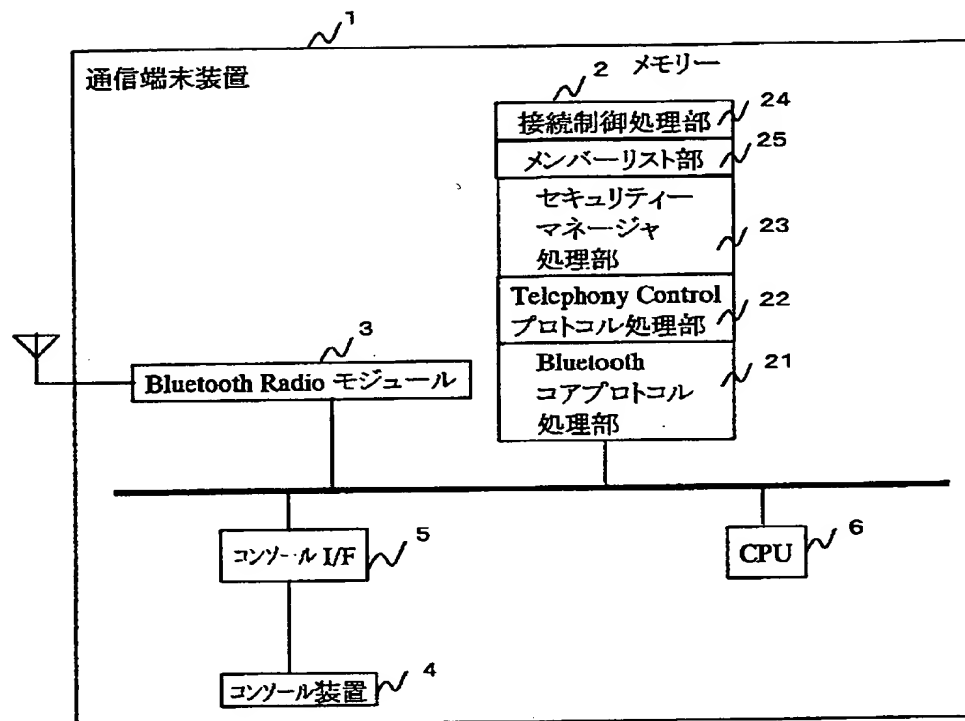 1
通信端末装置
2 メモリー
接続制御処理部 24
メンバーリスト部 25
セキュリティー
マネージャ
処理部
23
Telephony Control
プロトコル処理部
22
Bluetooth
コアプロトコル
処理部
21
3
Bluetooth Radio モジュール
コンソール I/F
5
CPU
6
コンソール装置
4